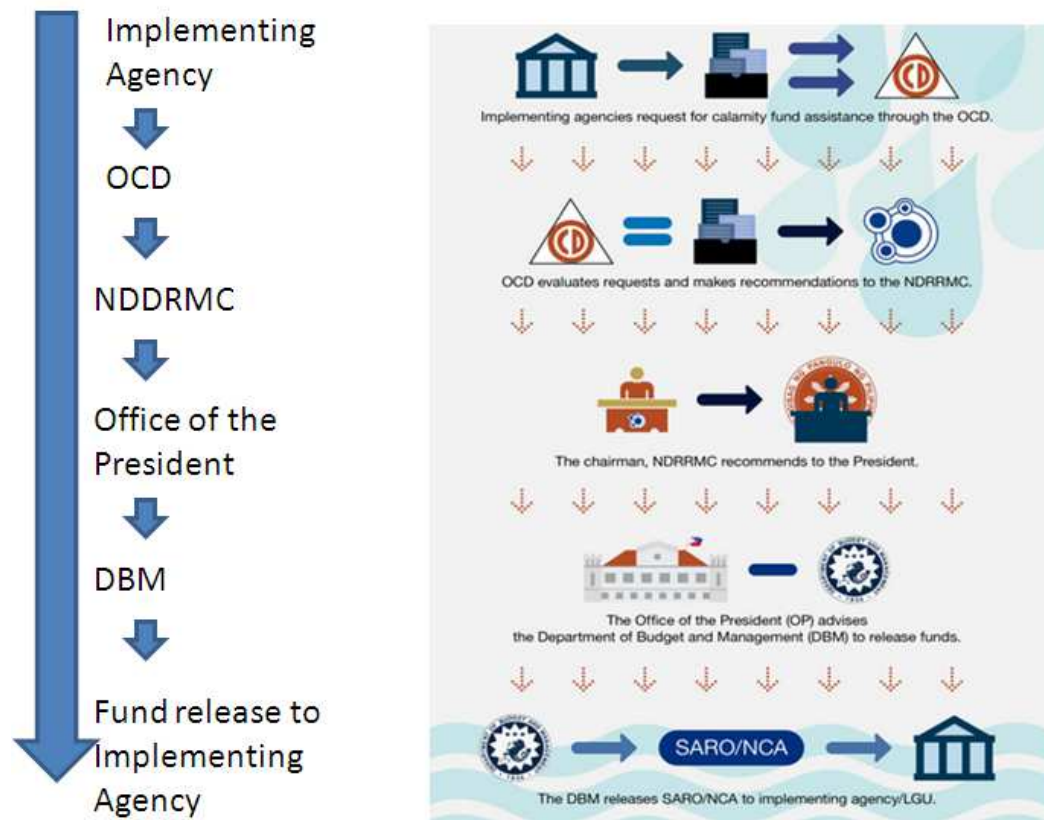 Implementing
Agency
OCD
NDDRMC
Office of the
President
DBM
Fund release to
Implementing
Agency
CD
Implementing agencies request for calamity fund assistance through the OCD.
CD
OCD evaluates requests and makes recommendations to the NDRRMC.
The chairman, NDRRMC recommends to the President.
The Office of the President (OP) advises
the Department of Budget and Management (DBM) to release funds.
SARO/NCA
The DBM releases SARO/NCA to implementing agency/LGU.